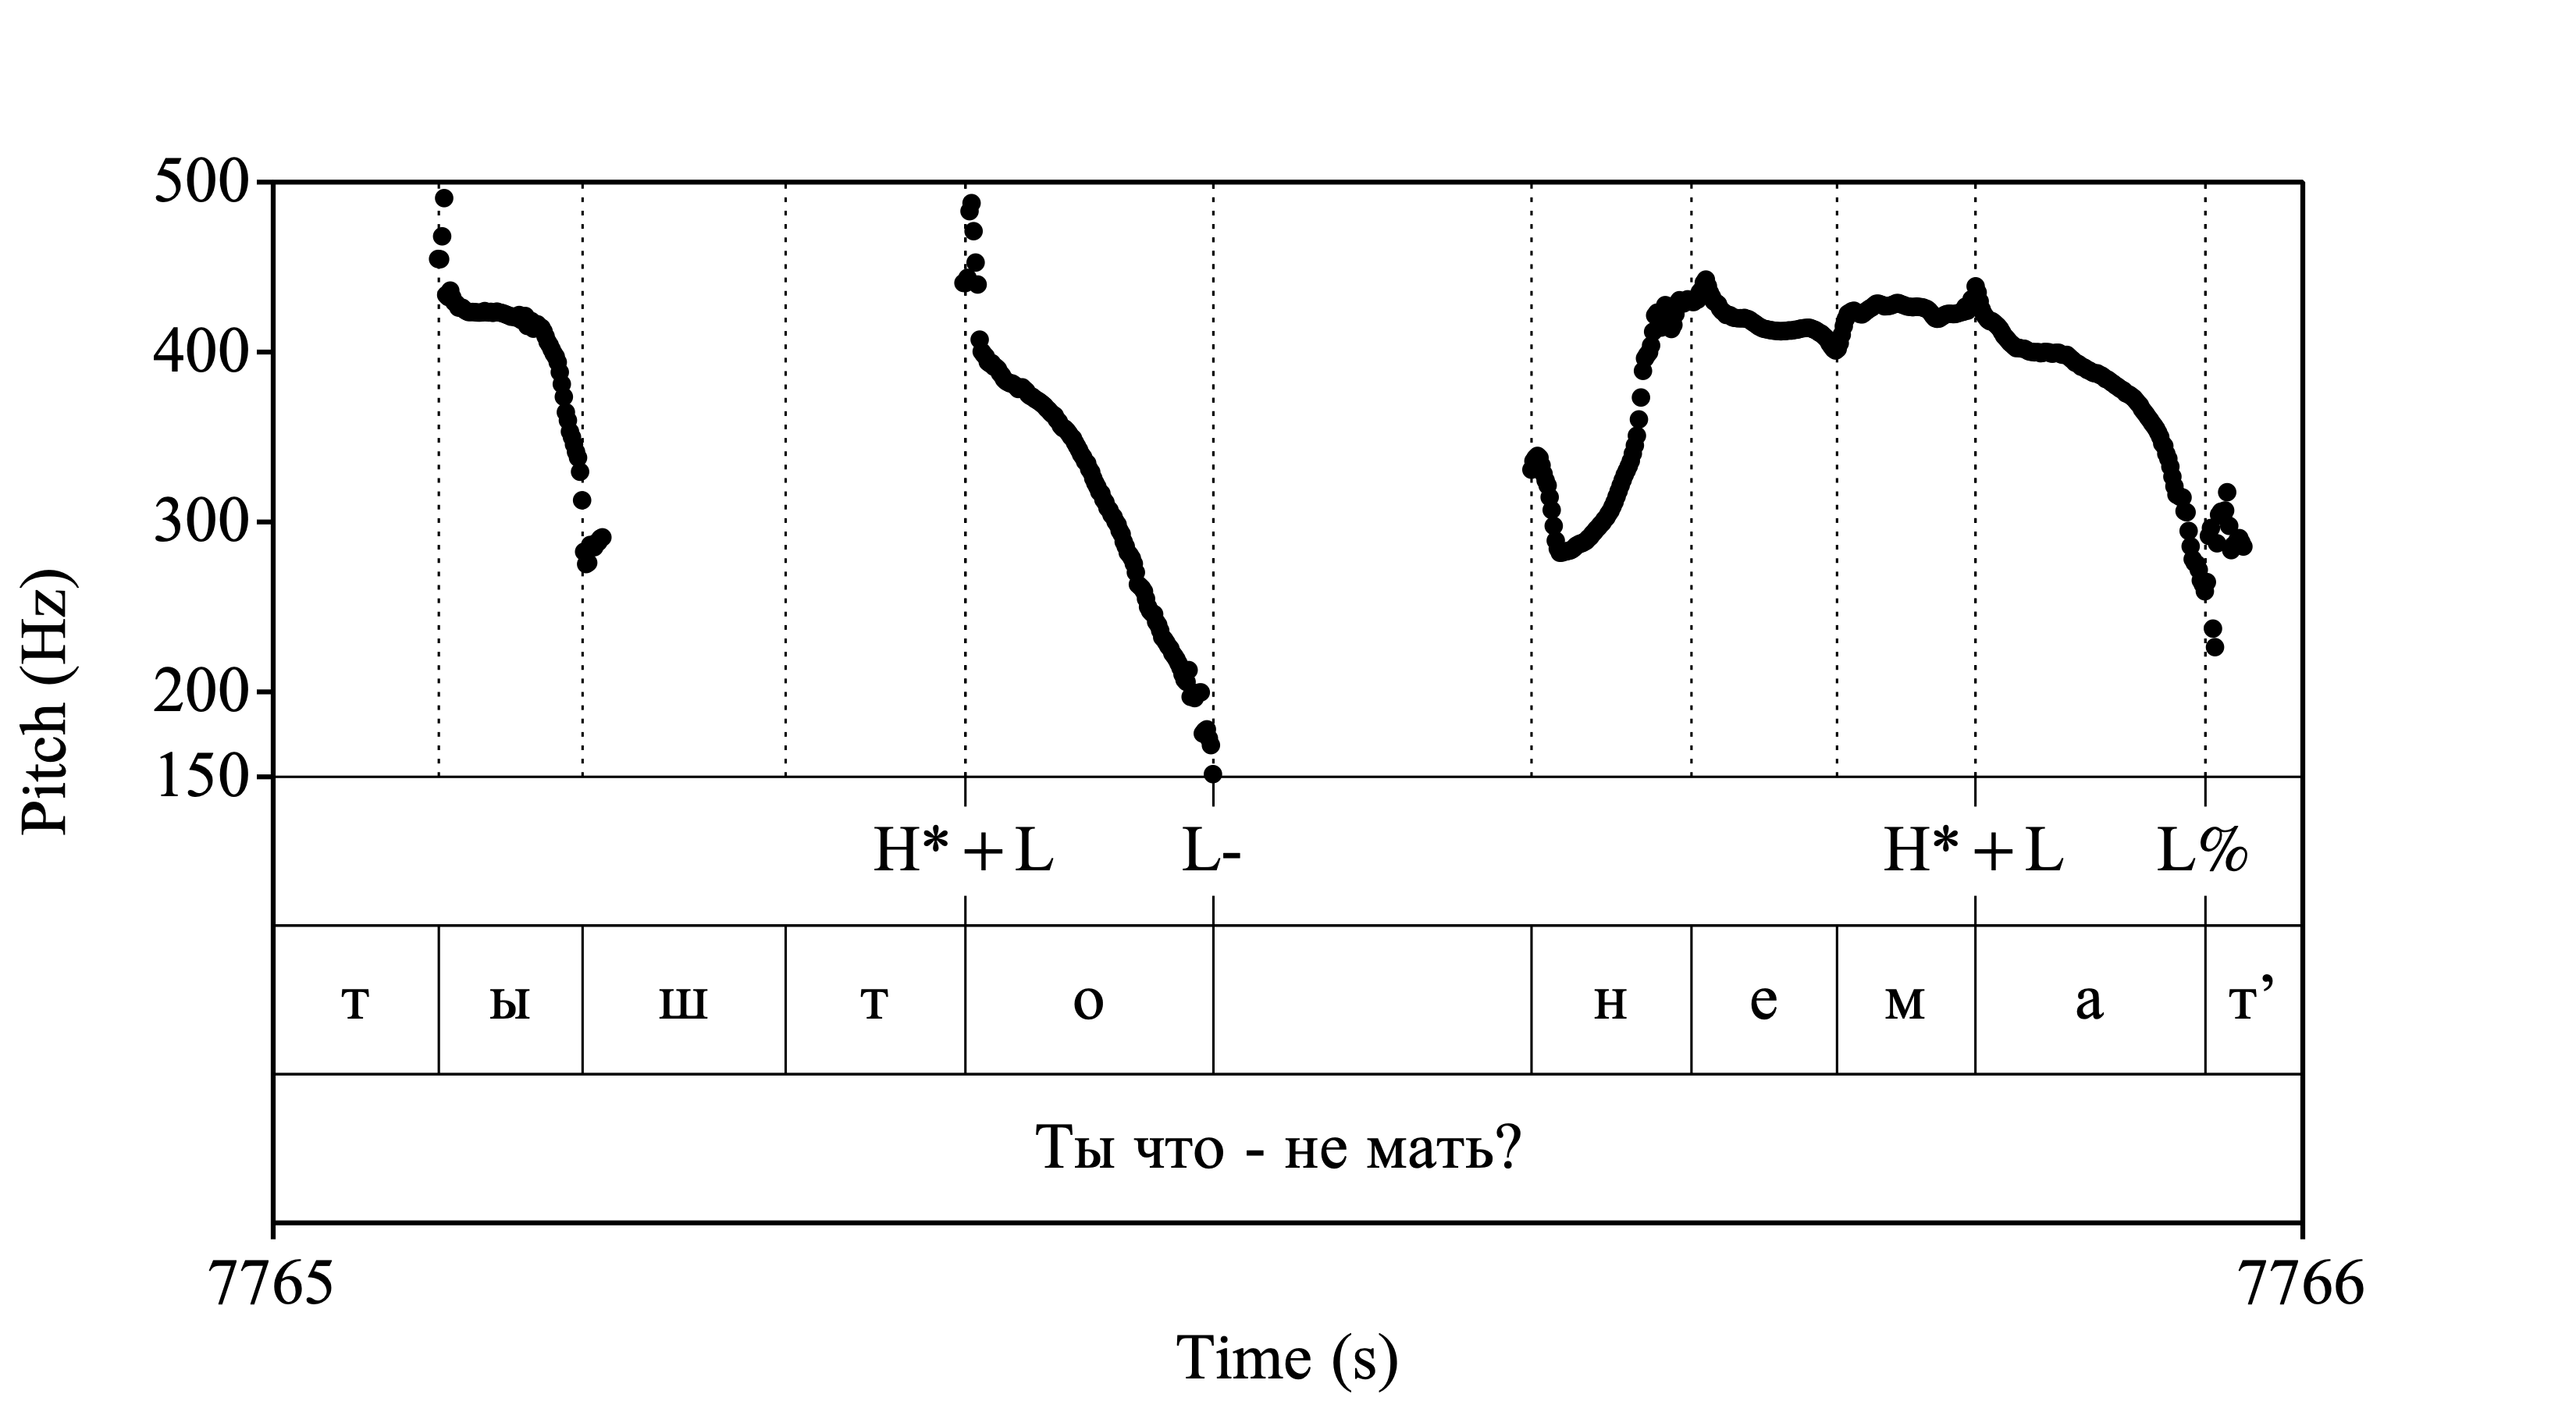 500
400
300
200
150
Pitch (Hz)
H* + L L- H* + L L%
т ы ш т о н е м а т’
Ты что - не мать?
7765 7766
Time (s)